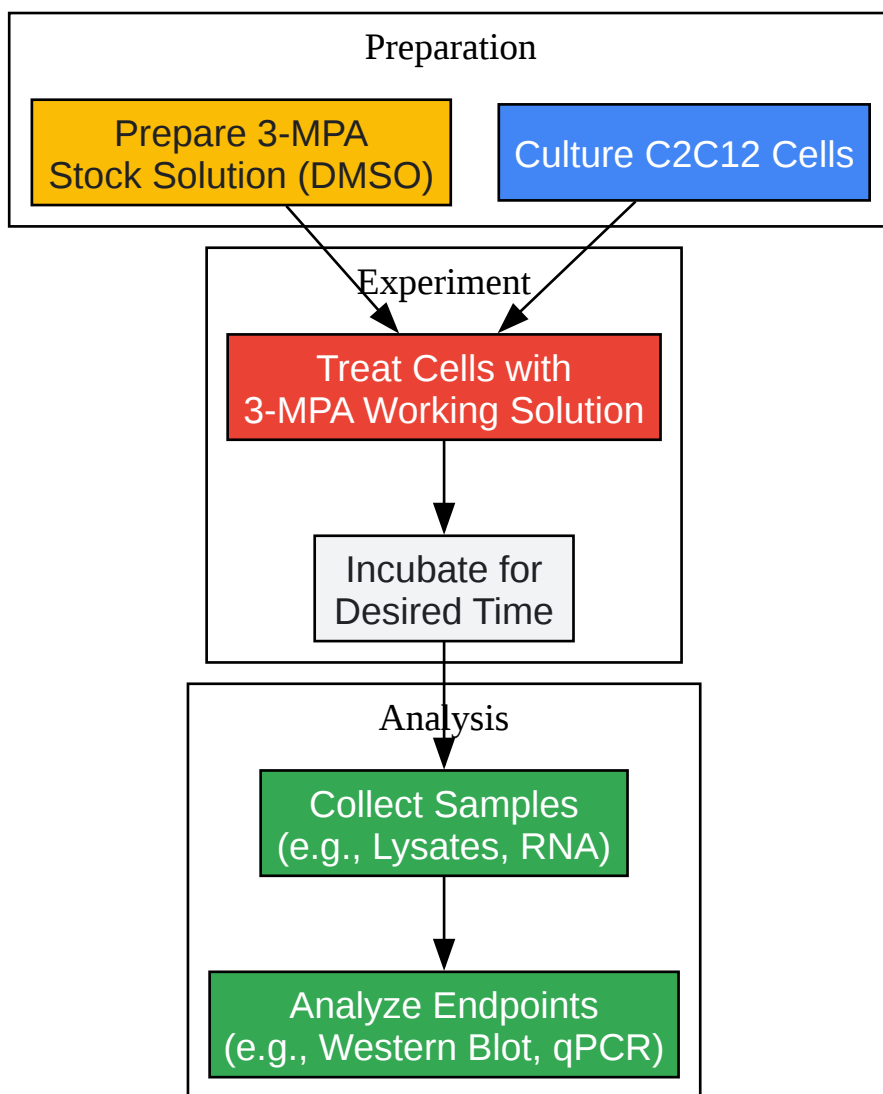 Preparation
Prepare 3-MPA
Stock Solution (DMSO)
Culture C2C12 Cells
Experiment
Treat Cells with
3-MPA Working Solution
Incubate for
Desired Time
Analysis
Collect Samples
(e.g., Lysates, RNA)
Analyze Endpoints
(e.g., Western Blot, qPCR)